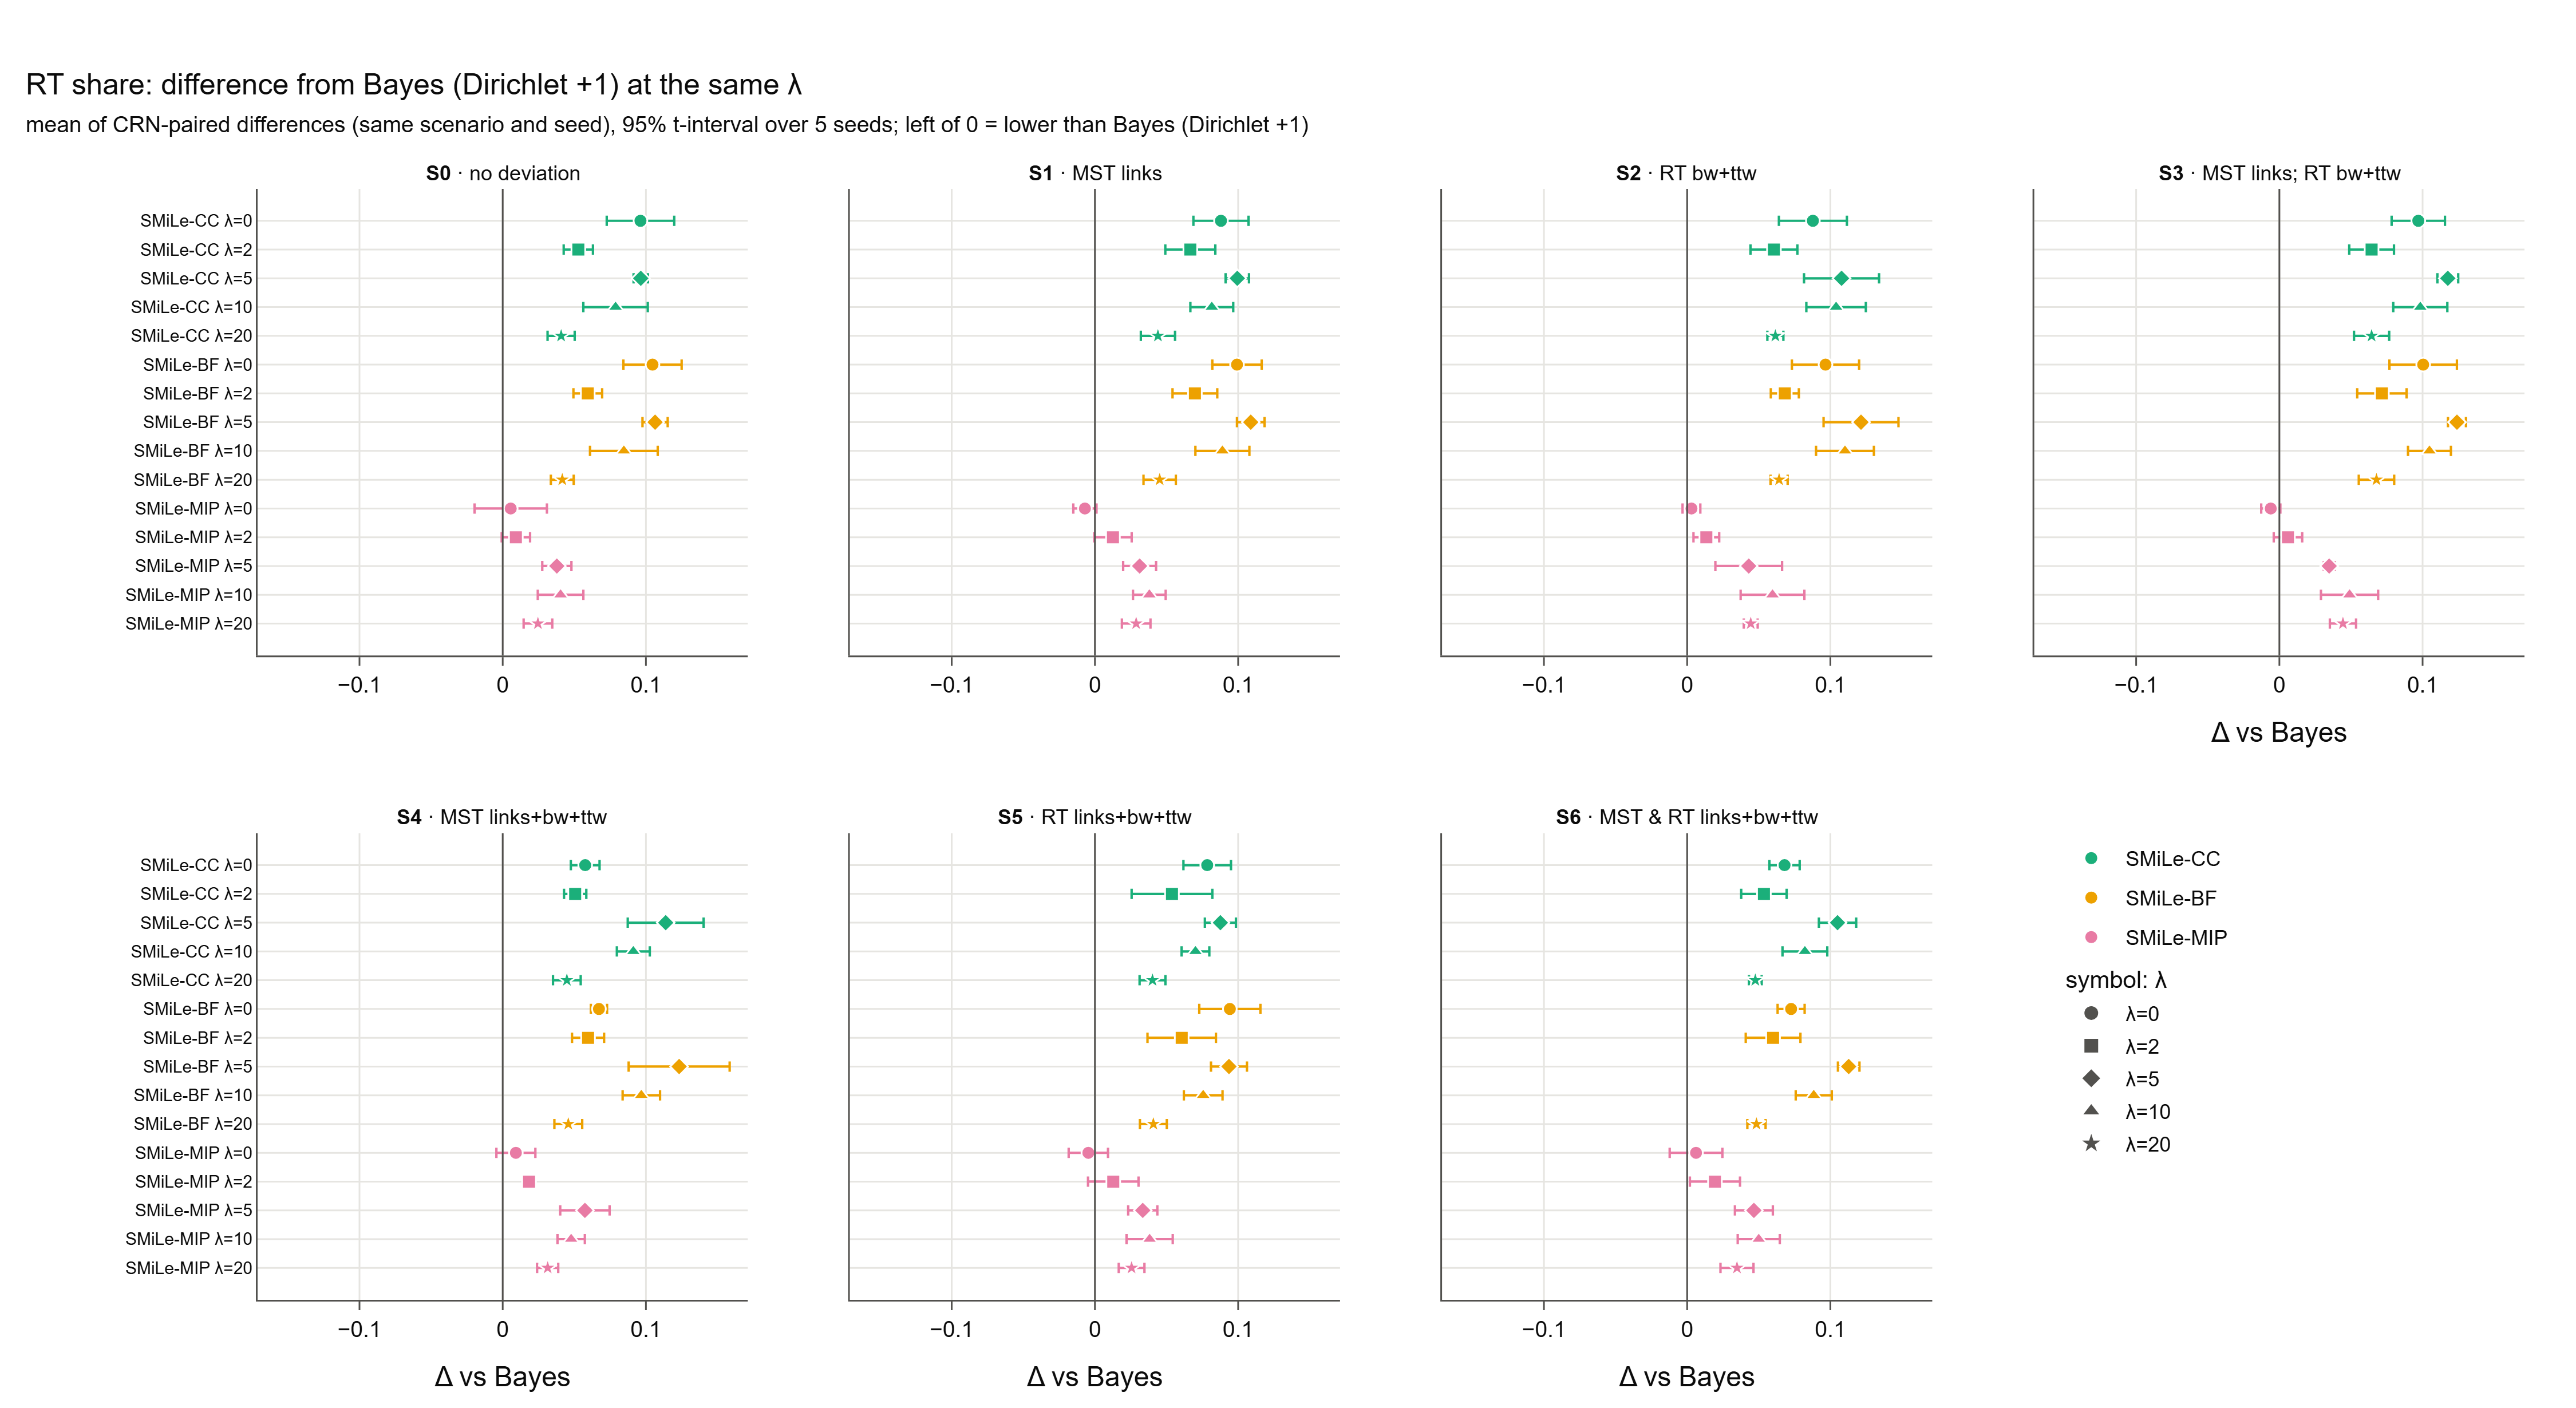 RT share: difference from Bayes (Dirichlet +1) at the same λ
mean of CRN-paired differences (same scenario and seed), 95% t-interval over 5 seeds; left of 0 = lower than Bayes (Dirichlet +1)
S0 · no deviation
SMiLe-CC λ=0
SMiLe-CC λ=2
SMiLe-CC λ=5
SMiLe-CC λ=10
SMiLe-CC λ=20
SMiLe-BF λ=0
SMiLe-BF λ=2
SMiLe-BF λ=5
SMiLe-BF λ=10
SMiLe-BF λ=20
SMiLe-MIP λ=0
SMiLe-MIP λ=2
SMiLe-MIP λ=5
SMiLe-MIP λ=10
SMiLe-MIP λ=20
−0.1 0 0.1
S1 · MST links
−0.1 0 0.1
S2 · RT bw+ttw
−0.1 0 0.1
S3 · MST links; RT bw+ttw
−0.1 0 0.1
Δ vs Bayes
S4 · MST links+bw+ttw
SMiLe-CC λ=0
SMiLe-CC λ=2
SMiLe-CC λ=5
SMiLe-CC λ=10
SMiLe-CC λ=20
SMiLe-BF λ=0
SMiLe-BF λ=2
SMiLe-BF λ=5
SMiLe-BF λ=10
SMiLe-BF λ=20
SMiLe-MIP λ=0
SMiLe-MIP λ=2
SMiLe-MIP λ=5
SMiLe-MIP λ=10
SMiLe-MIP λ=20
−0.1 0 0.1
Δ vs Bayes
S5 · RT links+bw+ttw
−0.1 0 0.1
Δ vs Bayes
S6 · MST & RT links+bw+ttw
−0.1 0 0.1
Δ vs Bayes
SMiLe-CC
SMiLe-BF
SMiLe-MIP
symbol: λ
λ=0
λ=2
λ=5
λ=10
λ=20